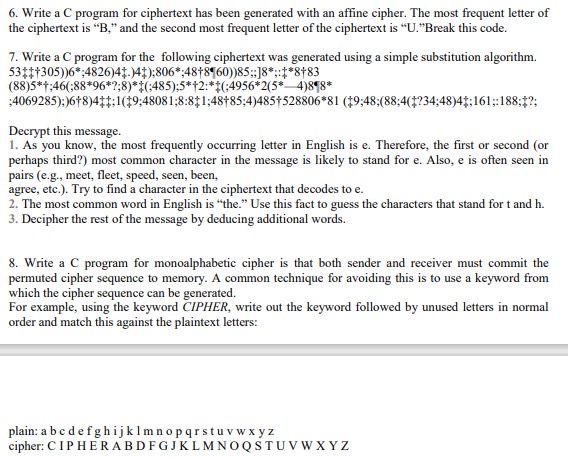 6. Write a C program for ciphertext has been generated with an affine cipher. The most frequent letter of
the ciphertext is “B,” and the second most frequent letter of the ciphertext is “U.”Break this code.
7. Write a C program for the following ciphertext was generated using a simple substitution algorithm.
53‡‡†305))6*;4826)4‡.)4‡);806*;48†8¶60))85;;]8*;:‡*8†83
(88)5*†;46(;88*96*?;8)*‡(;485);5*†2:*‡(;4956*2(5*—4)8¶8*
;4069285);)6†8)4‡‡;1(‡9;48081;8:8‡1;48†85;4)485†528806*81 (‡9;48;(88;4(‡?34;48)4‡;161;:188;‡?;
Decrypt this message.
1. As you know, the most frequently occurring letter in English is e. Therefore, the first or second (or
perhaps third?) most common character in the message is likely to stand for e. Also, e is often seen in
pairs (e.g., meet, fleet, speed, seen, been,
agree, etc.). Try to find a character in the ciphertext that decodes to e.
2. The most common word in English is “the.” Use this fact to guess the characters that stand for t and h.
3. Decipher the rest of the message by deducing additional words.
8. Write a C program for monoalphabetic cipher is that both sender and receiver must commit the
permuted cipher sequence to memory. A common technique for avoiding this is to use a keyword from
which the cipher sequence can be generated.
For example, using the keyword CIPHER, write out the keyword followed by unused letters in normal
order and match this against the plaintext letters:
plain: a b c d e f g h i j k l m n o p q r s t u v w x y z
cipher: C I P H E R A B D F G J K L M N O Q S T U V W X Y Z